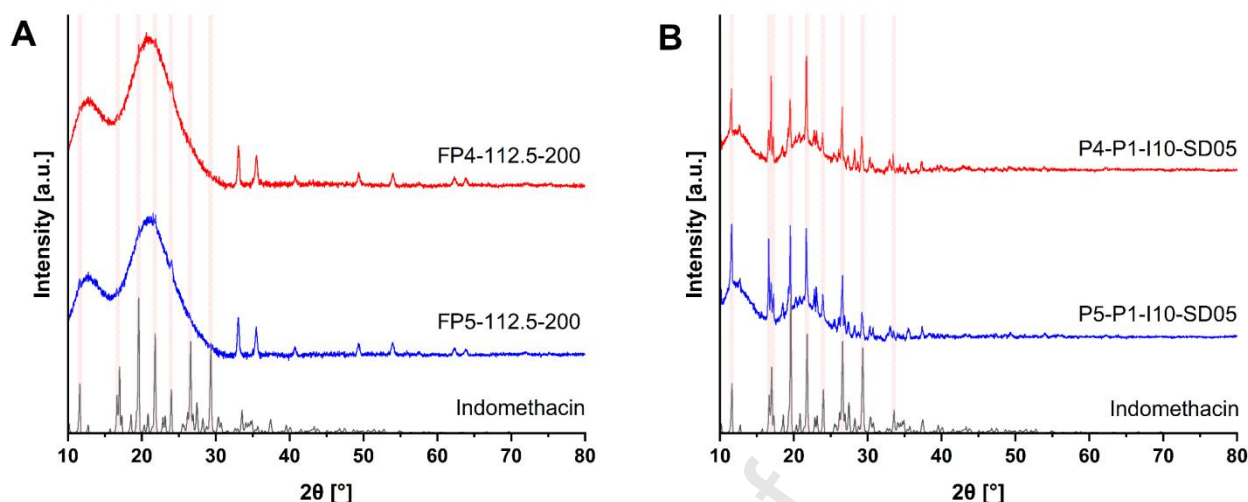 A
Intensity [a.u.]
FP4-112.5-200
FP5-112.5-200
Indomethacin
10 20 30 40 50 60 70 80
2θ [°]
B
Intensity [a.u.]
P4-P1-I10-SD05
P5-P1-I10-SD05
Indomethacin
10 20 30 40 50 60 70 80
2θ [°]
f